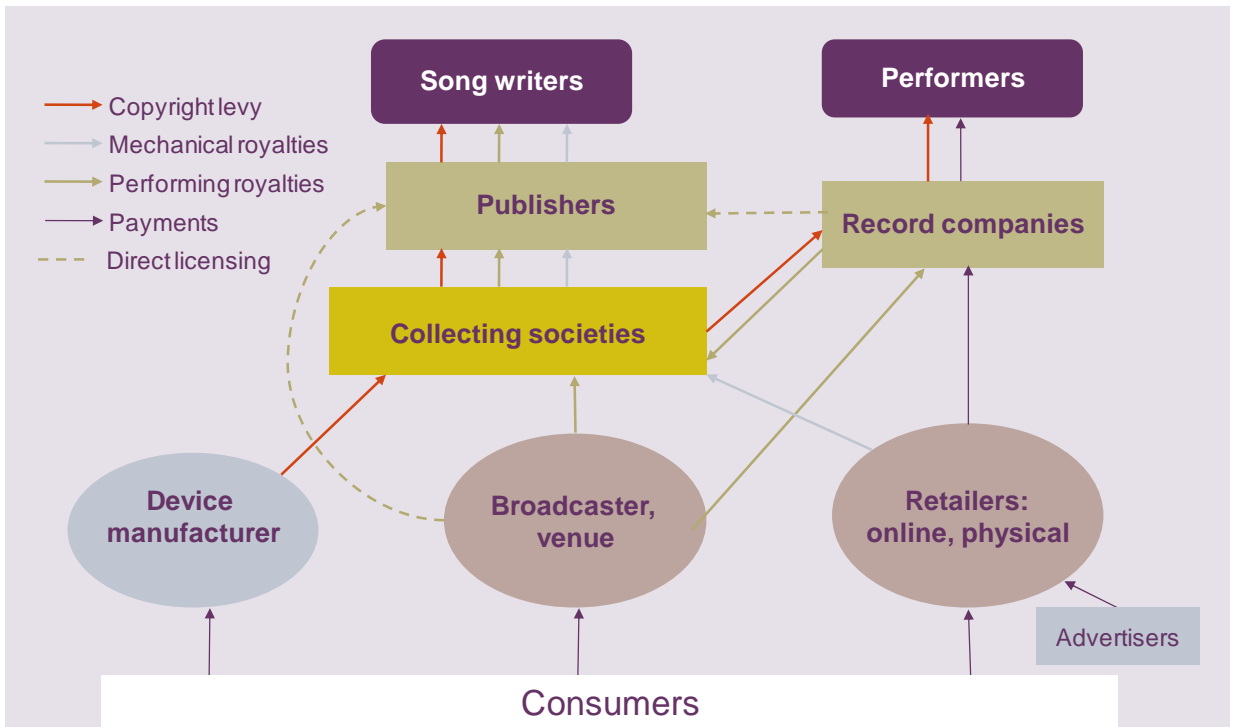 Song writers
Performers
Copyright levy
Mechanical royalties
Performing royalties
Payments
Direct licensing
Publishers
Record companies
Collecting societies
Device
manufacturer
Broadcaster,
venue
Retailers:
online, physical
Advertisers
Consumers